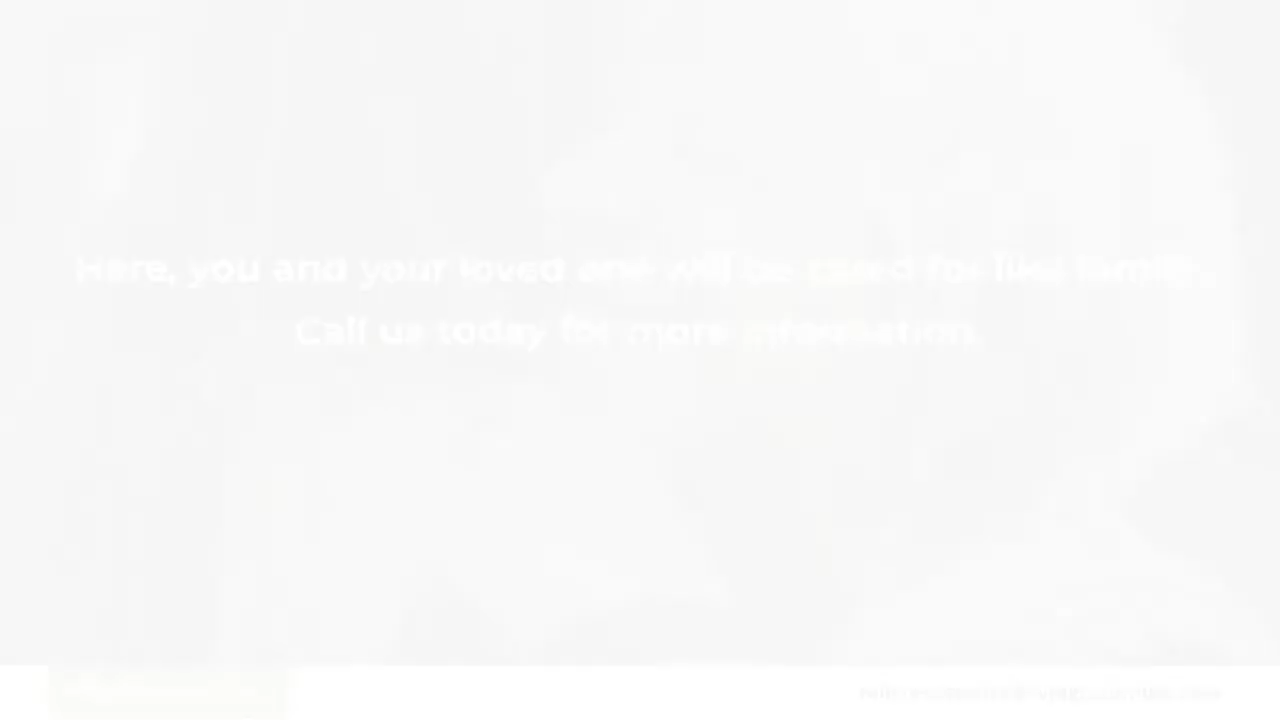 Here, you and your loved one will be cared for like family.
Call us today for more information.